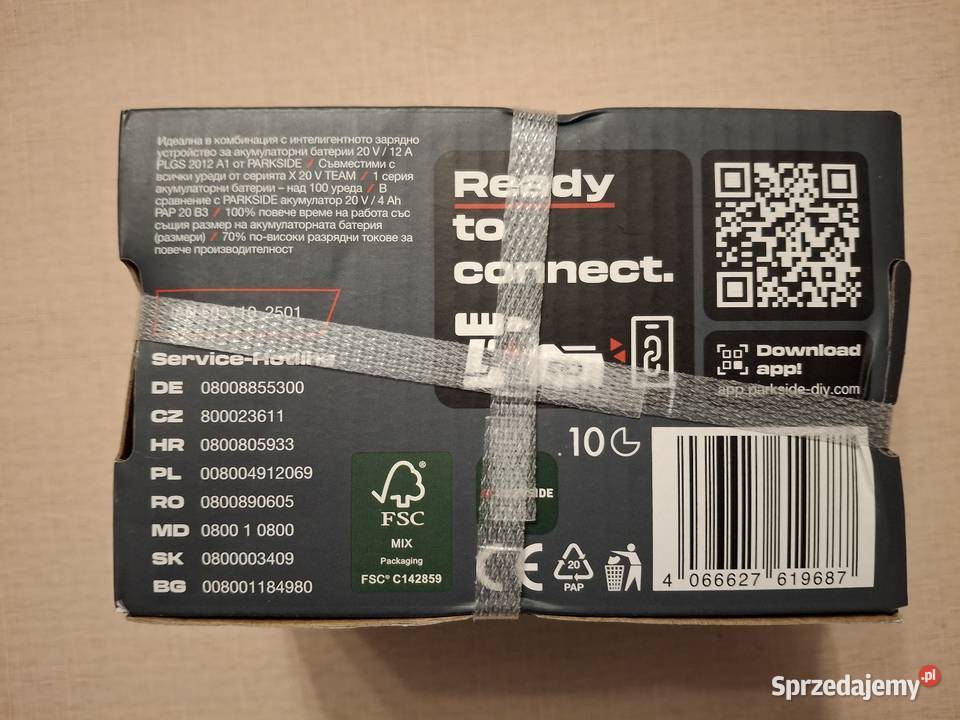 Идеална в комбинация с интелигентното зарядно
устройство за акумулаторни батерии 20 V / 12 A
PLGS 2012 A1 от PARKSIDE / Съвместими с
всички уреди от серията X 20 V TEAM / 1 серия
акумулаторни батерии – над 100 уреда / В
сравнение с PARKSIDE акумулатор 20 V / 4 Ah
PAP 20 B3 / 100% повече време на работа със
същия размер на акумулаторната батерия
(размери) / 70% по-високи разрядни токове за
повече производителност
Ready
to
connect.
Download
app!
app.parkside-diy.com
2501
Service-Hotline
DE 08008855300
CZ 800023611
HR 0800805933
PL 008004912069
RO 0800890605
MD 0800 1 0800
SK 0800003409
BG 008001184980
FSC®
MIX
Packaging
FSC® C142859
10
CE
20
PAP
4 066627 619687
Sprzedajemy.pl